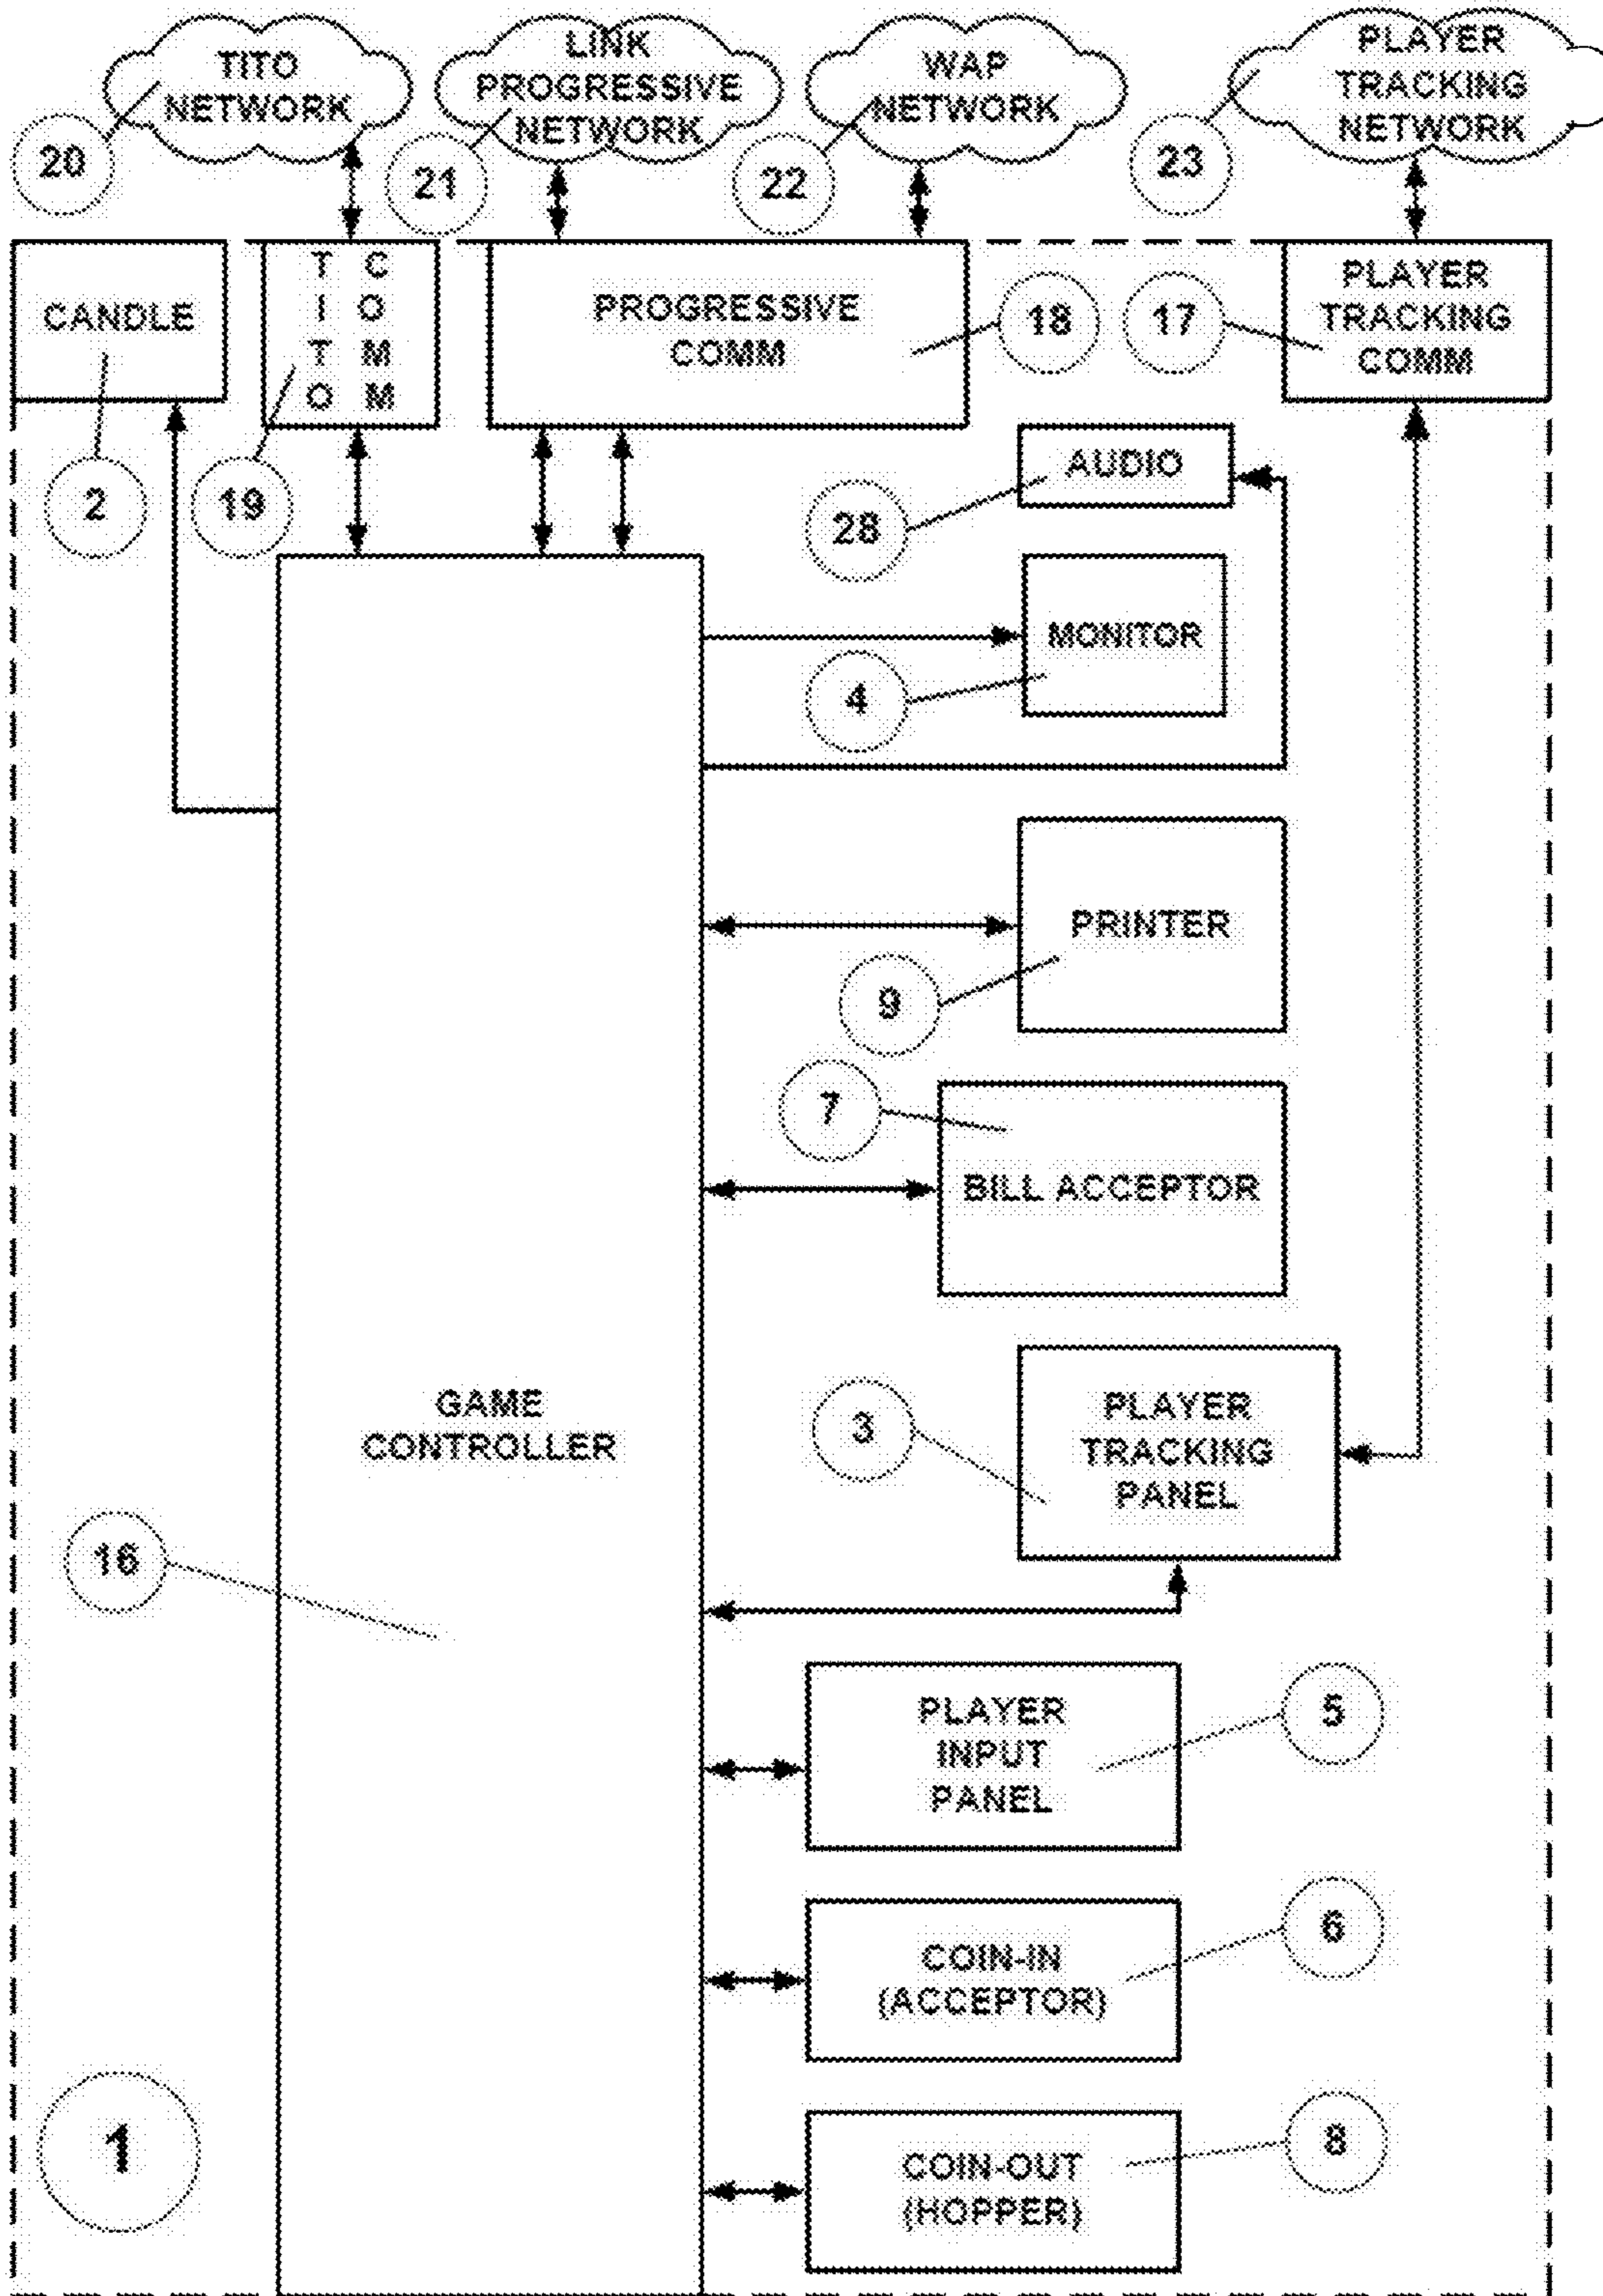 TITO
NETWORK
LINK
PROGRESSIVE
NETWORK
WAP
NETWORK
PLAYER
TRACKING
NETWORK
20
21
22
23
CANDLE
TITO
COMM
PROGRESSIVE
COMM
18
17
PLAYER
TRACKING
COMM
2
19
AUDIO
28
MONITOR
4
PRINTER
9
7
BILL ACCEPTOR
GAME
CONTROLLER
3
PLAYER
TRACKING
PANEL
16
PLAYER
INPUT
PANEL
5
COIN-IN
(ACCEPTOR)
6
1
COIN-OUT
(HOPPER)
8